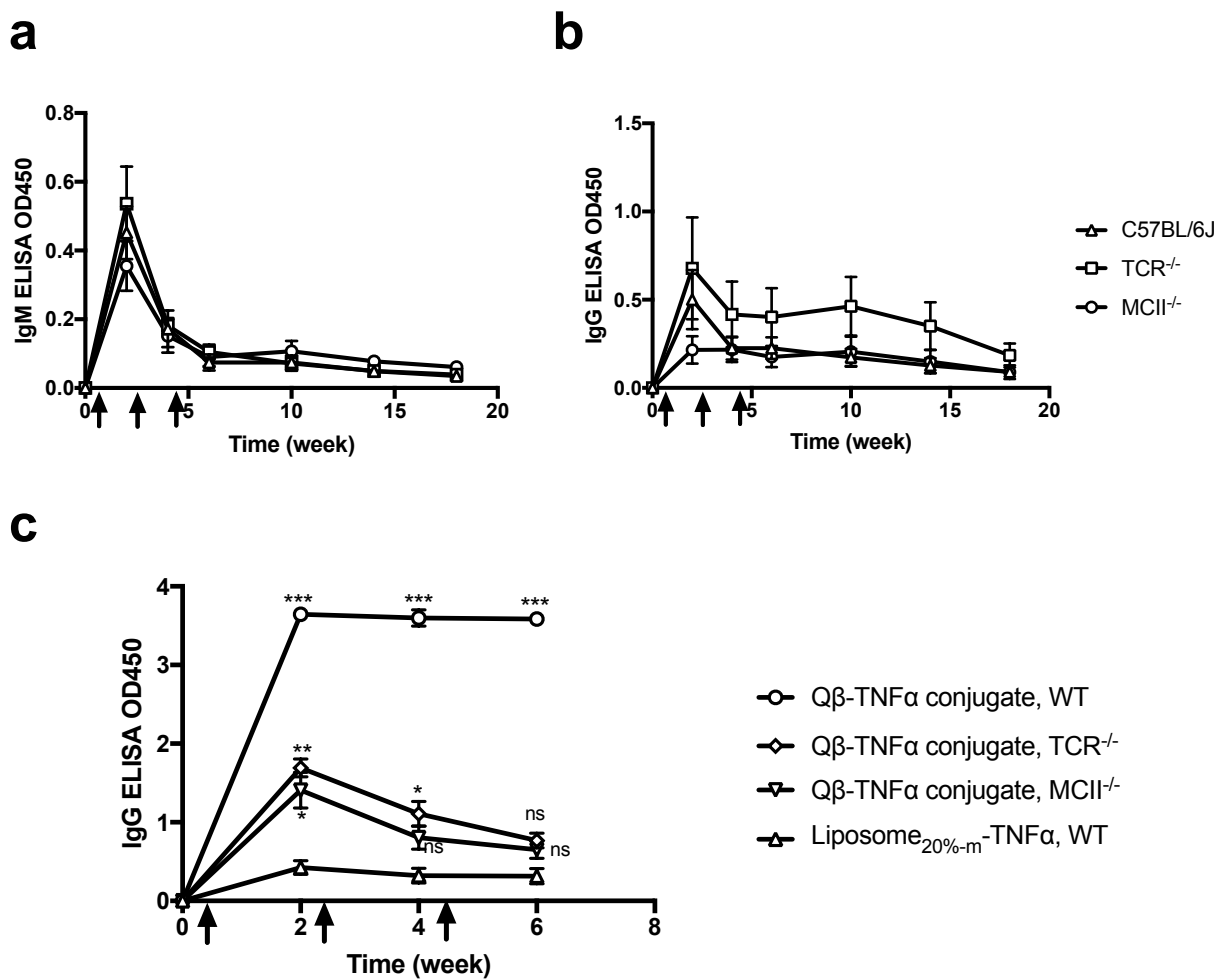 a
b
0.8
0.6
0.4
0.2
0.0
IgM ELISA OD450
0 5 10 15 20
Time (week)
1.5
1.0
0.5
0.0
IgG ELISA OD450
0 5 10 15 20
Time (week)
C57BL/6J
TCR-/-
MCII-/-
c
4
3
2
1
0
IgG ELISA OD450
*** *** ***
**
*
*
ns
ns
ns
0 2 4 6 8
Time (week)
Qβ-TNFα conjugate, WT
Qβ-TNFα conjugate, TCR-/-
Qβ-TNFα conjugate, MCII-/-
Liposome20%-m-TNFα, WT